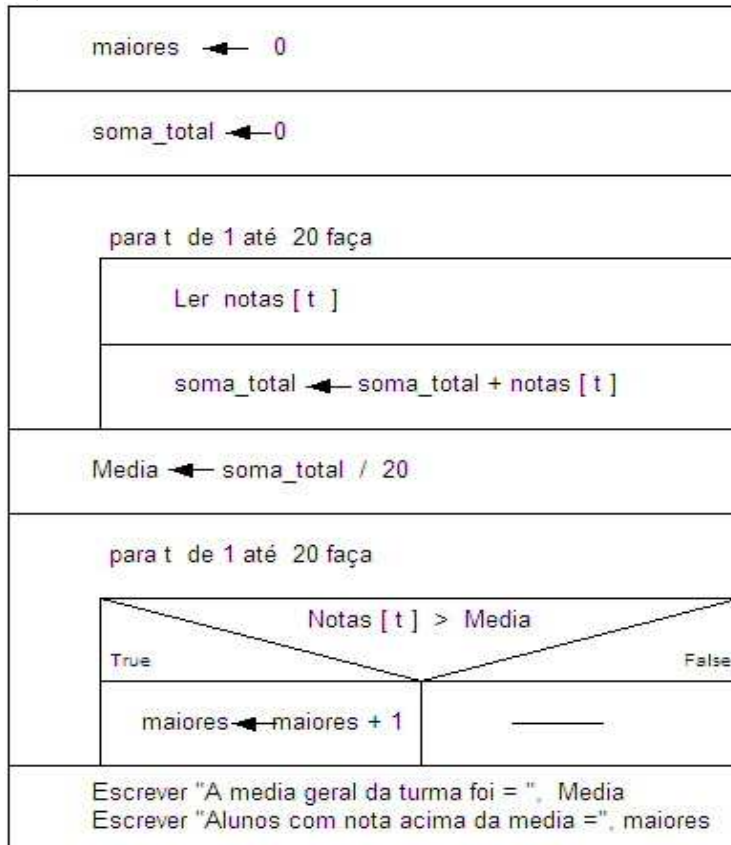 maiores 0
soma_total 0
para t de 1 até 20 faça
Ler notas [ t ]
soma_total soma_total + notas [ t ]
Media soma_total / 20
para t de 1 até 20 faça
Notas [ t ] > Media
True False
maiores maiores + 1
Escrever "A media geral da turma foi = ", Media
Escrever "Alunos com nota acima da media =", maiores